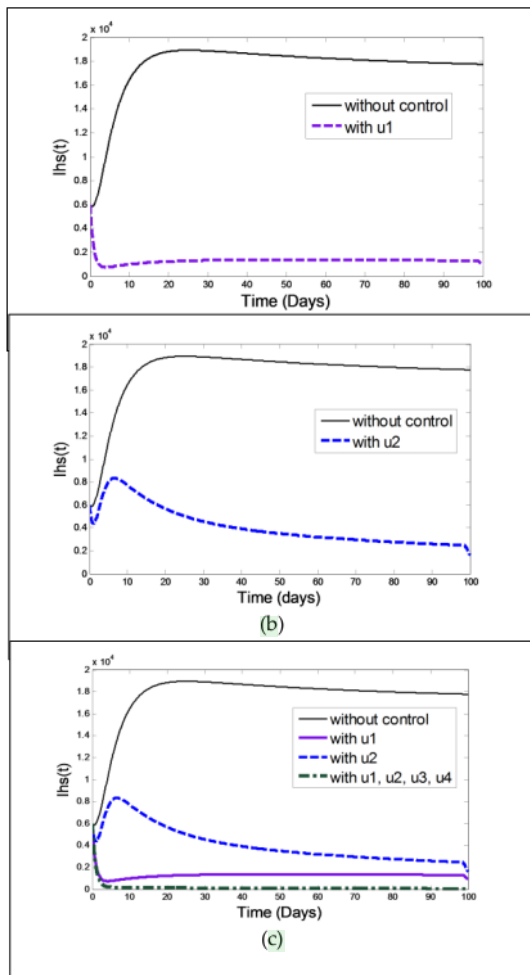 x 10^4
2
1.8
1.6
1.4
1.2
1
0.8
0.6
0.4
0.2
0
Ihs(t)
without control
with u1
0 10 20 30 40 50 60 70 80 90 100
Time (Days)
x 10^4
2
1.8
1.6
1.4
1.2
1
0.8
0.6
0.4
0.2
0
Ihs(t)
without control
with u2
0 10 20 30 40 50 60 70 80 90 100
Time (days)
(b)
x 10^4
2
1.8
1.6
1.4
1.2
1
0.8
0.6
0.4
0.2
0
Ihs(t)
without control
with u1
with u2
with u1, u2, u3, u4
0 10 20 30 40 50 60 70 80 90 100
Time (Days)
(c)